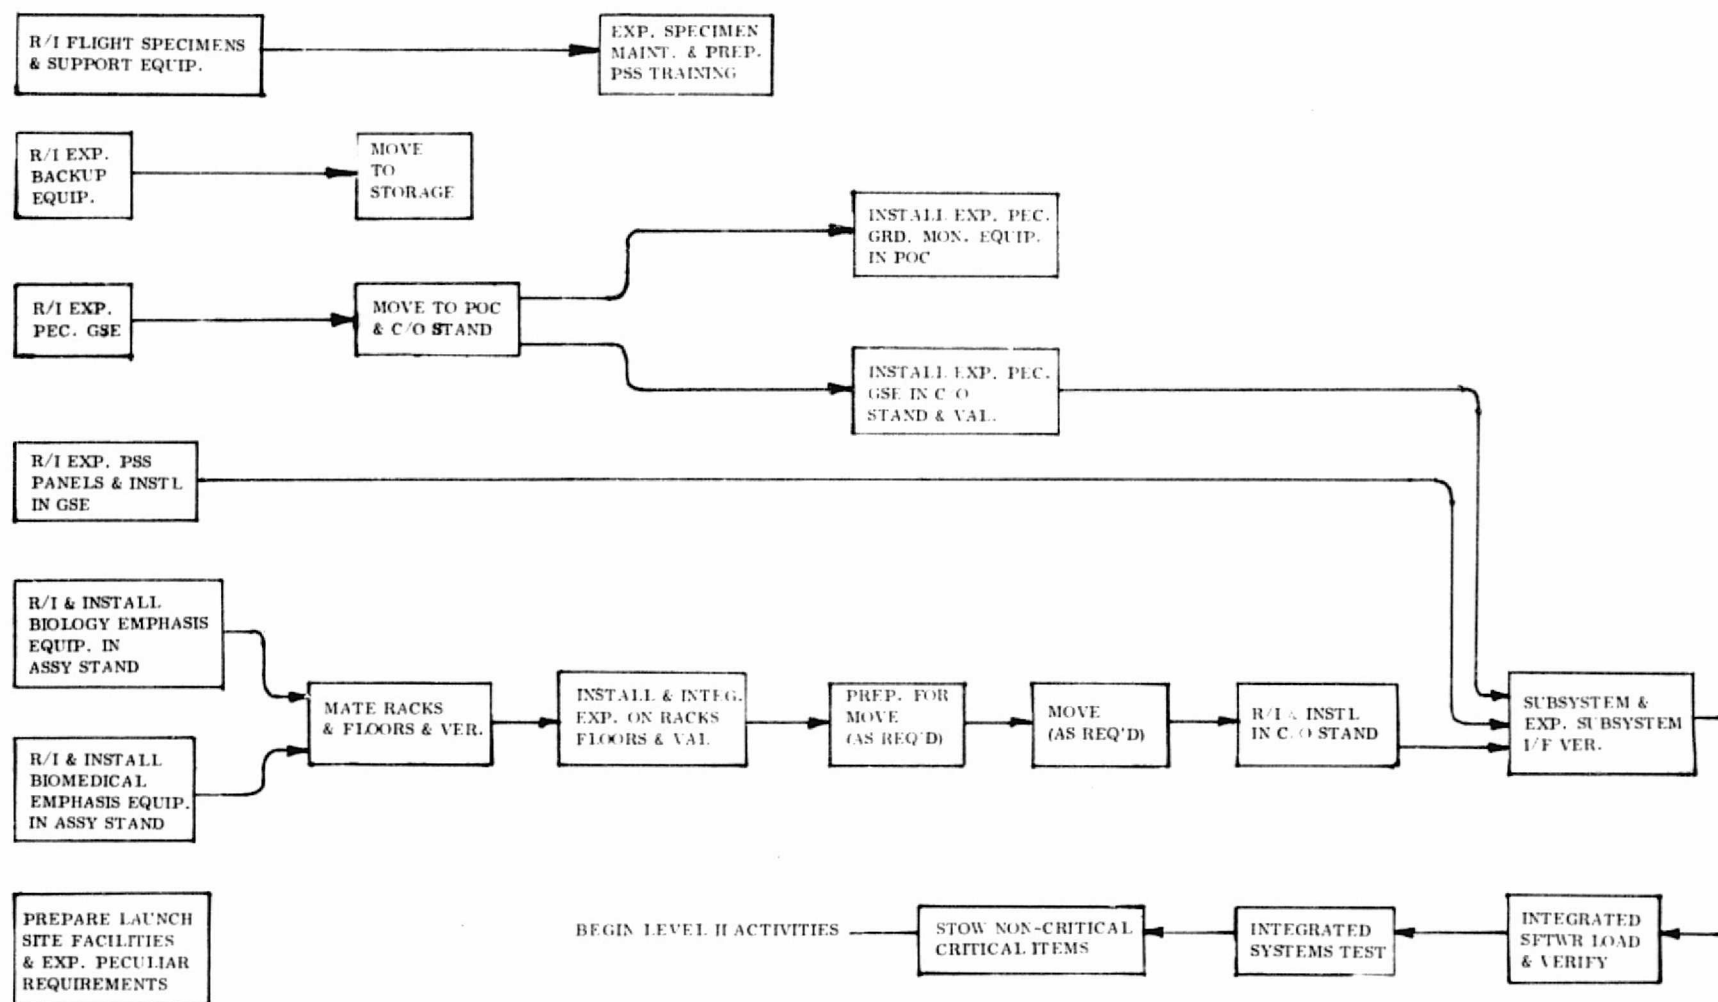 R/I FLIGHT SPECIMENS
& SUPPORT EQUIP.
EXP. SPECIMEN
MAINT. & PREP.
PSS TRAINING
R/I EXP.
BACKUP
EQUIP.
MOVE
TO
STORAGE
INSTALL EXP. PEC.
GRD. MON. EQUIP.
IN POC
R/I EXP.
PEC. GSE
MOVE TO POC
& C/O STAND
INSTALL EXP. PEC.
GSE IN C/O
STAND & VAL.
R/I EXP. PSS
PANELS & INSTL
IN GSE
R/I & INSTALL
BIOLOGY EMPHASIS
EQUIP. IN
ASSY STAND
R/I & INSTALL
BIOMEDICAL
EMPHASIS EQUIP.
IN ASSY STAND
MATE RACKS
& FLOORS & VER.
INSTALL & INTEG.
EXP. ON RACKS
FLOORS & VAL
PREP. FOR
MOVE
(AS REQ'D)
MOVE
(AS REQ'D)
R/I & INSTL
IN C/O STAND
SUBSYSTEM &
EXP. SUBSYSTEM
I/F VER.
PREPARE LAUNCH
SITE FACILITIES
& EXP. PECULIAR
REQUIREMENTS
BEGIN LEVEL II ACTIVITIES
STOW NON-CRITICAL
CRITICAL ITEMS
INTEGRATED
SYSTEMS TEST
INTEGRATED
SFTWR LOAD
& VERIFY